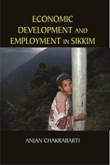 ECONOMIC
DEVELOPMENT AND
EMPLOYMENT IN SIKKIM
ANJAN CHAKRABARTI